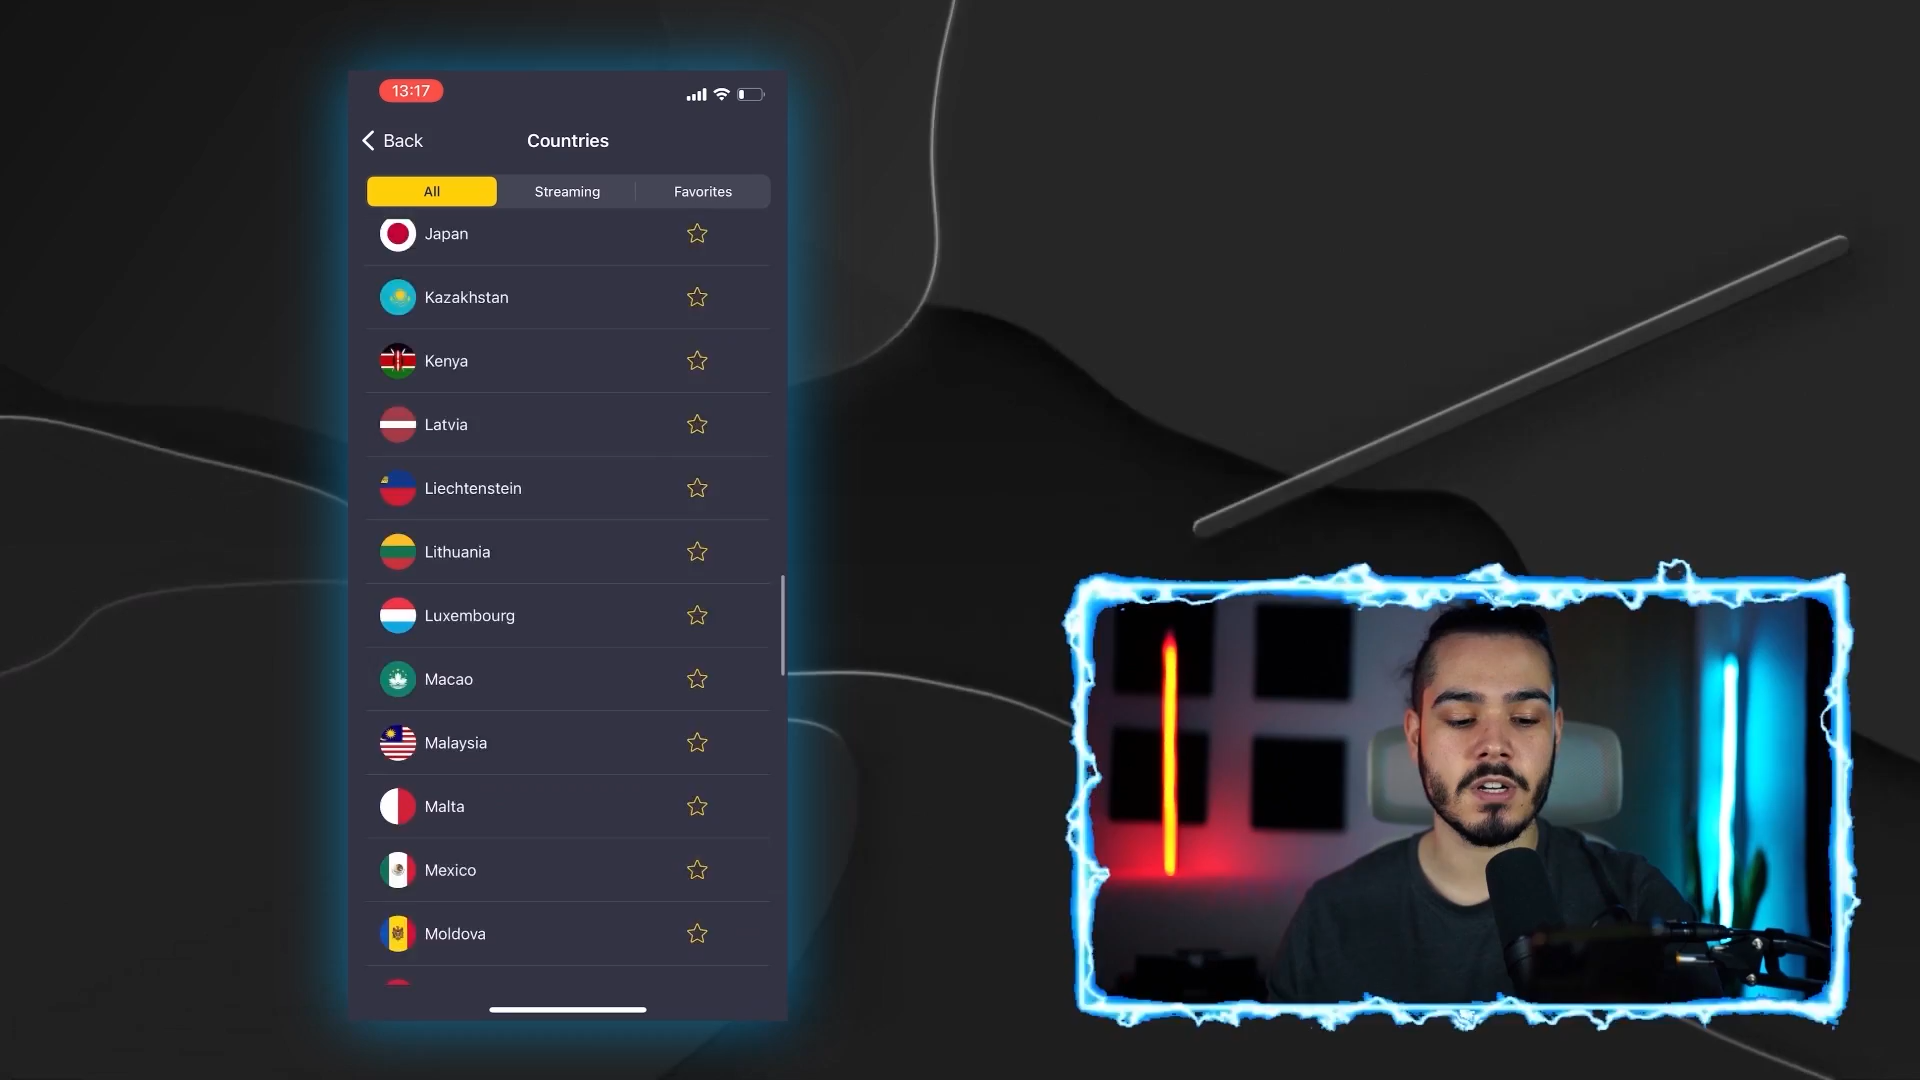 13:17
Back
Countries
All
Streaming
Favorites
Japan
Kazakhstan
Kenya
Latvia
Liechtenstein
Lithuania
Luxembourg
Macao
Malaysia
Malta
Mexico
Moldova